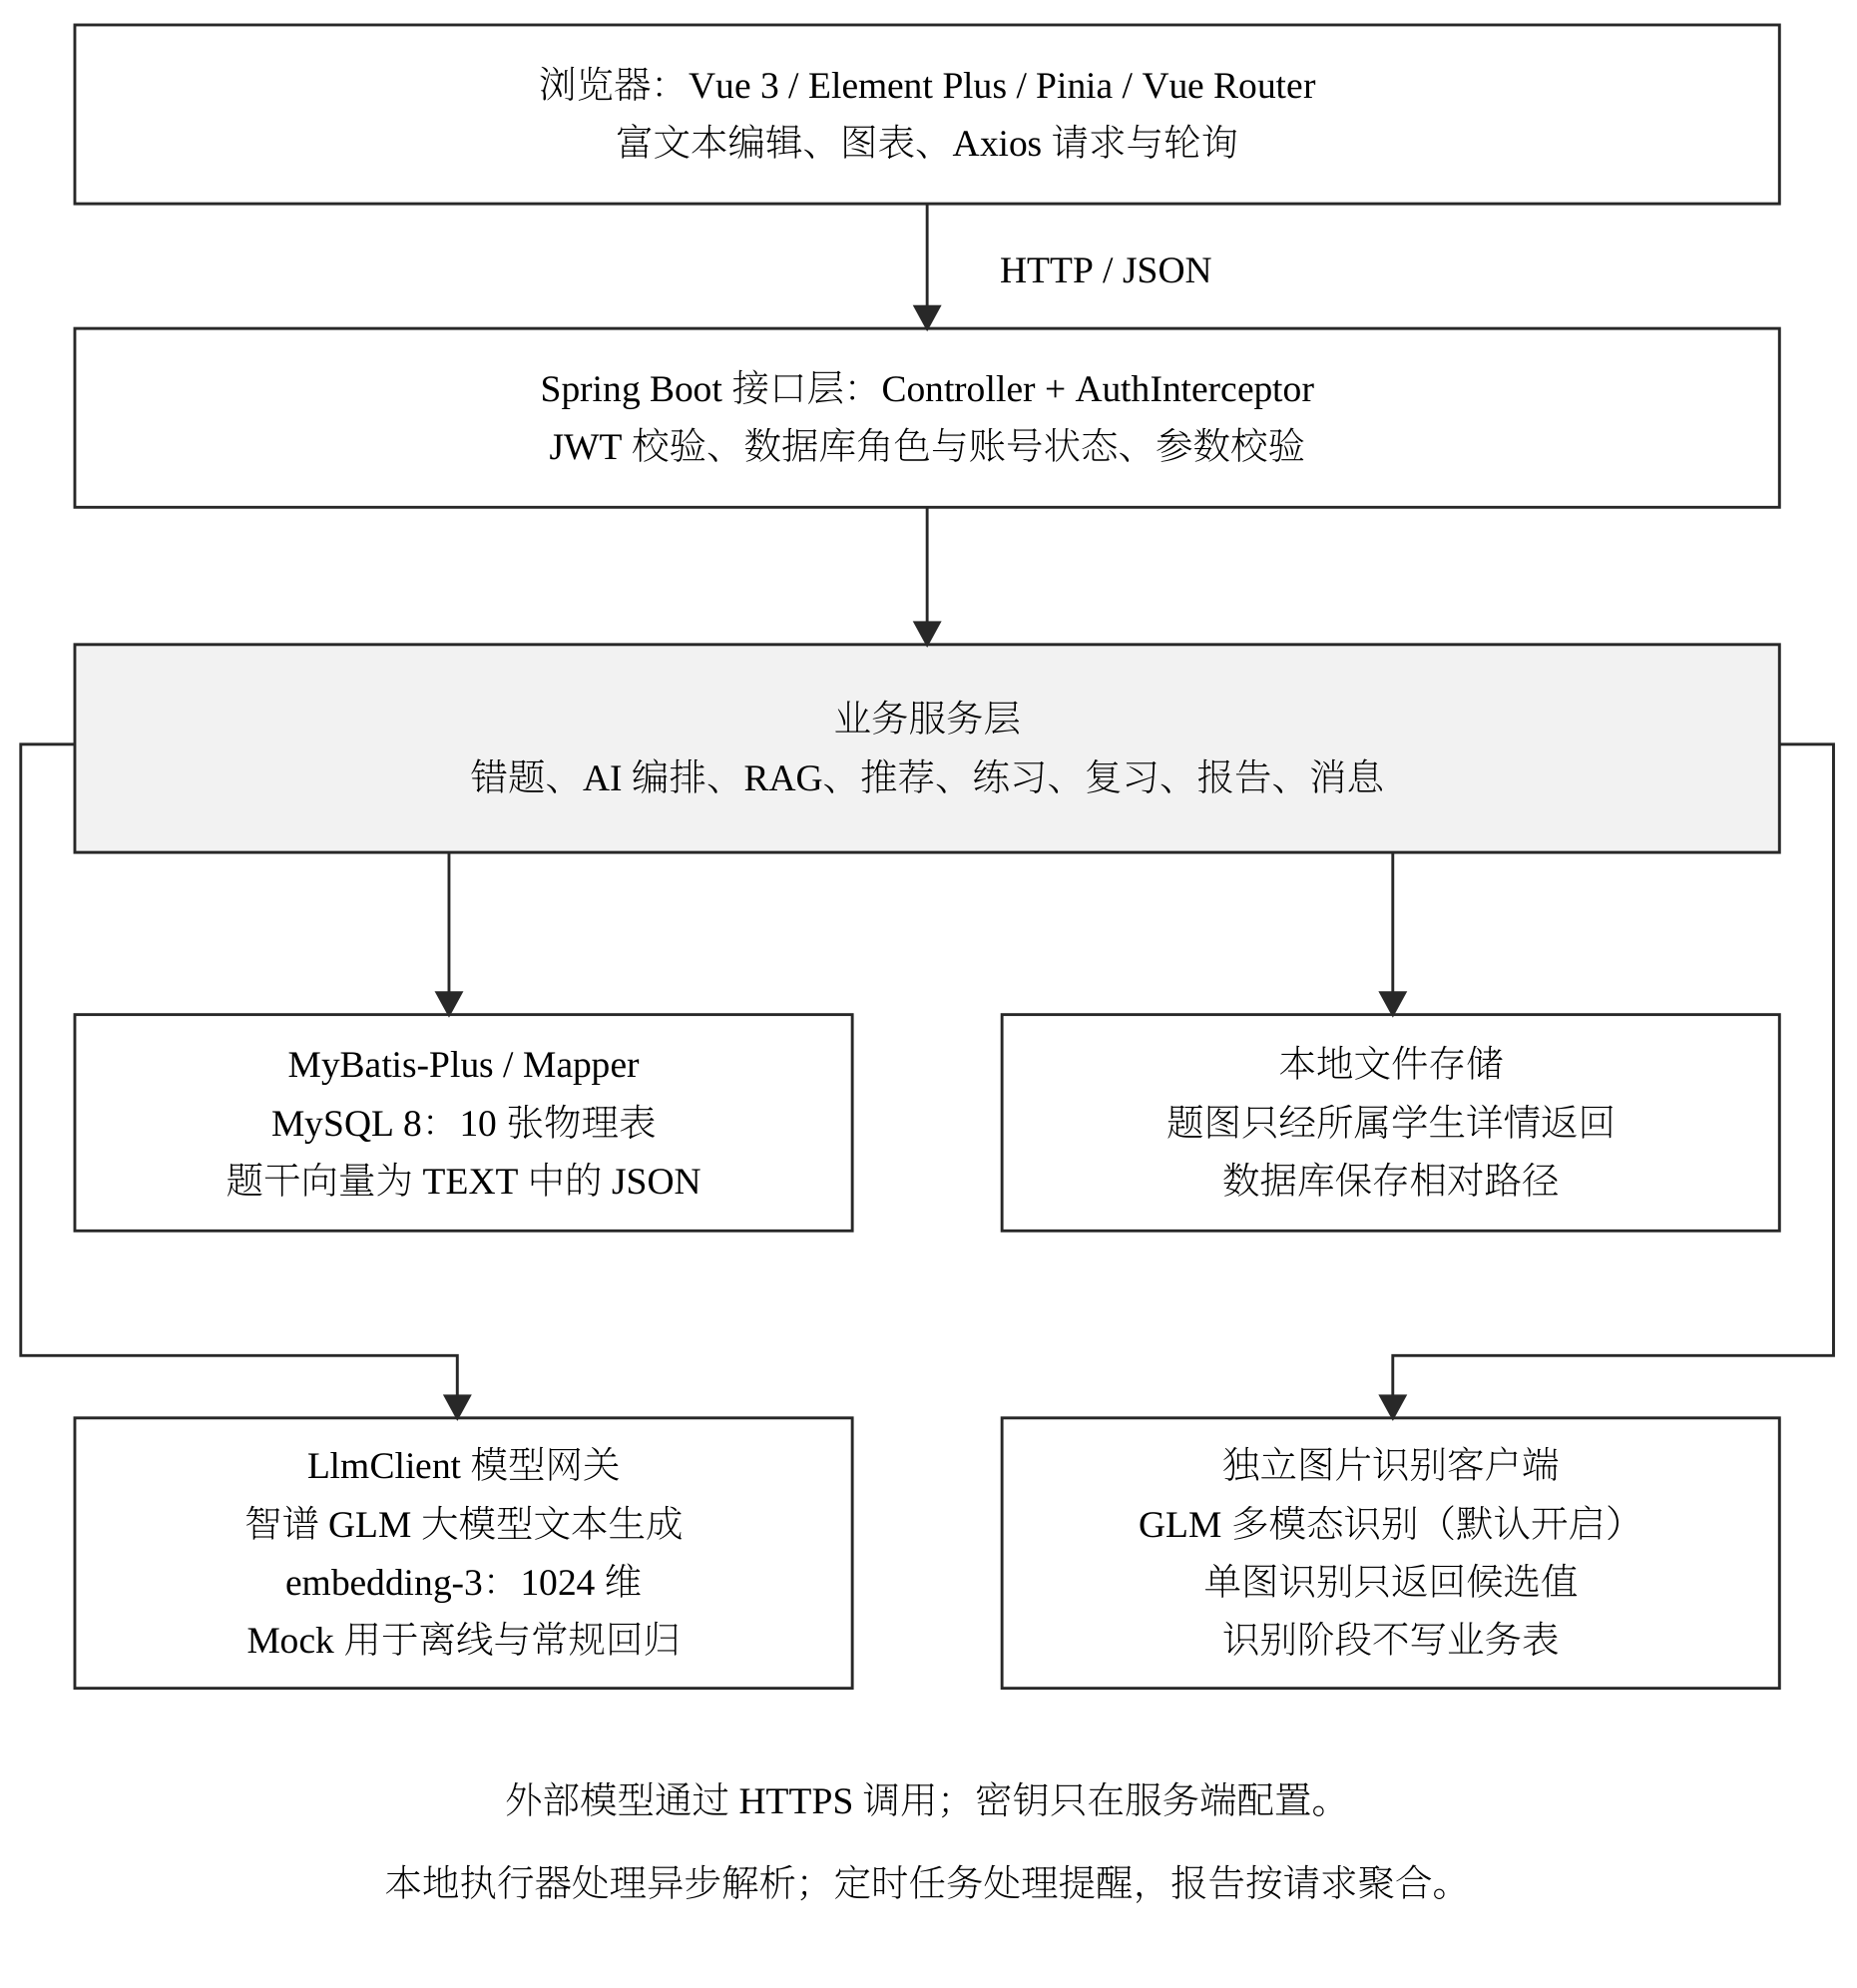 浏览器：Vue 3 / Element Plus / Pinia / Vue Router
富文本编辑、图表、Axios 请求与轮询
HTTP / JSON
Spring Boot 接口层：Controller + AuthInterceptor
JWT 校验、数据库角色与账号状态、参数校验
业务服务层
错题、AI 编排、RAG、推荐、练习、复习、报告、消息
MyBatis-Plus / Mapper
MySQL 8：10 张物理表
题干向量为 TEXT 中的 JSON
本地文件存储
题图只经所属学生详情返回
数据库保存相对路径
LlmClient 模型网关
智谱 GLM 大模型文本生成
embedding-3：1024 维
Mock 用于离线与常规回归
独立图片识别客户端
GLM 多模态识别（默认开启）
单图识别只返回候选值
识别阶段不写业务表
外部模型通过 HTTPS 调用；密钥只在服务端配置。
本地执行器处理异步解析；定时任务处理提醒，报告按请求聚合。